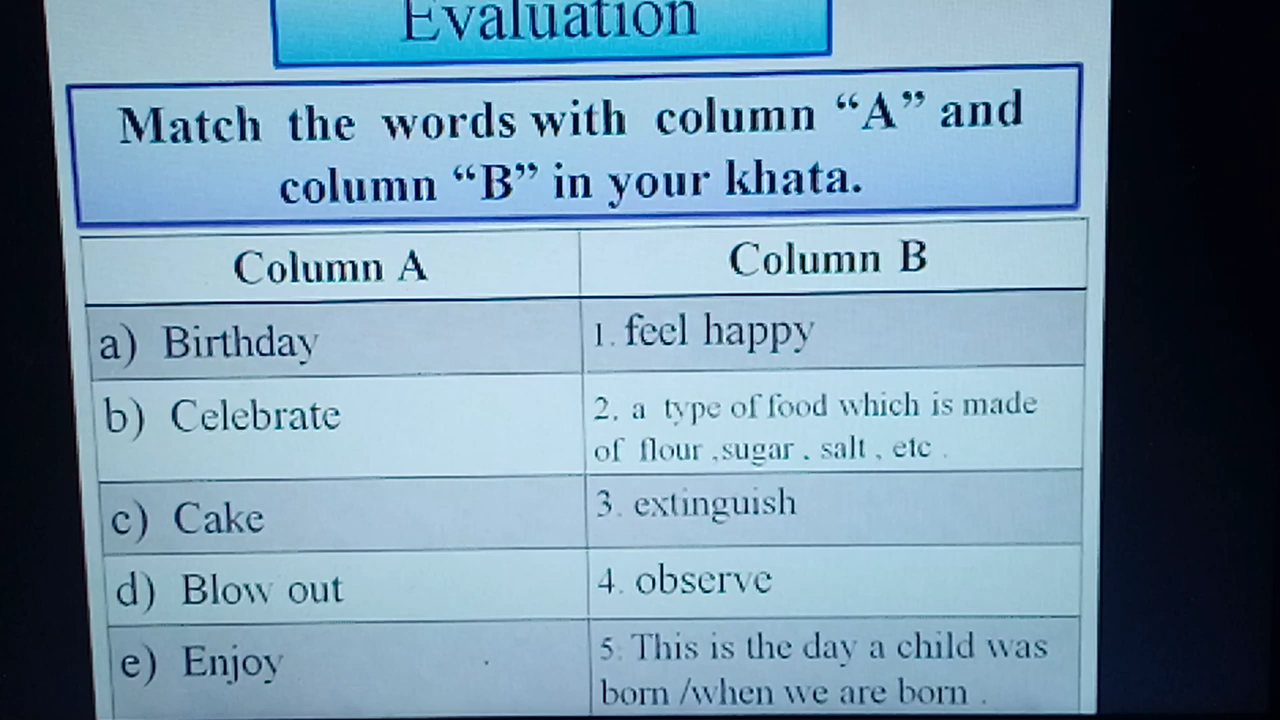 Evaluation
Match the words with column “A” and
column “B” in your khata.
Column A
Column B
a) Birthday
1. feel happy
b) Celebrate
2. a type of food which is made
of flour ,sugar , salt , etc .
c) Cake
3. extinguish
d) Blow out
4. observe
e) Enjoy
5. This is the day a child was
born /when we are born .